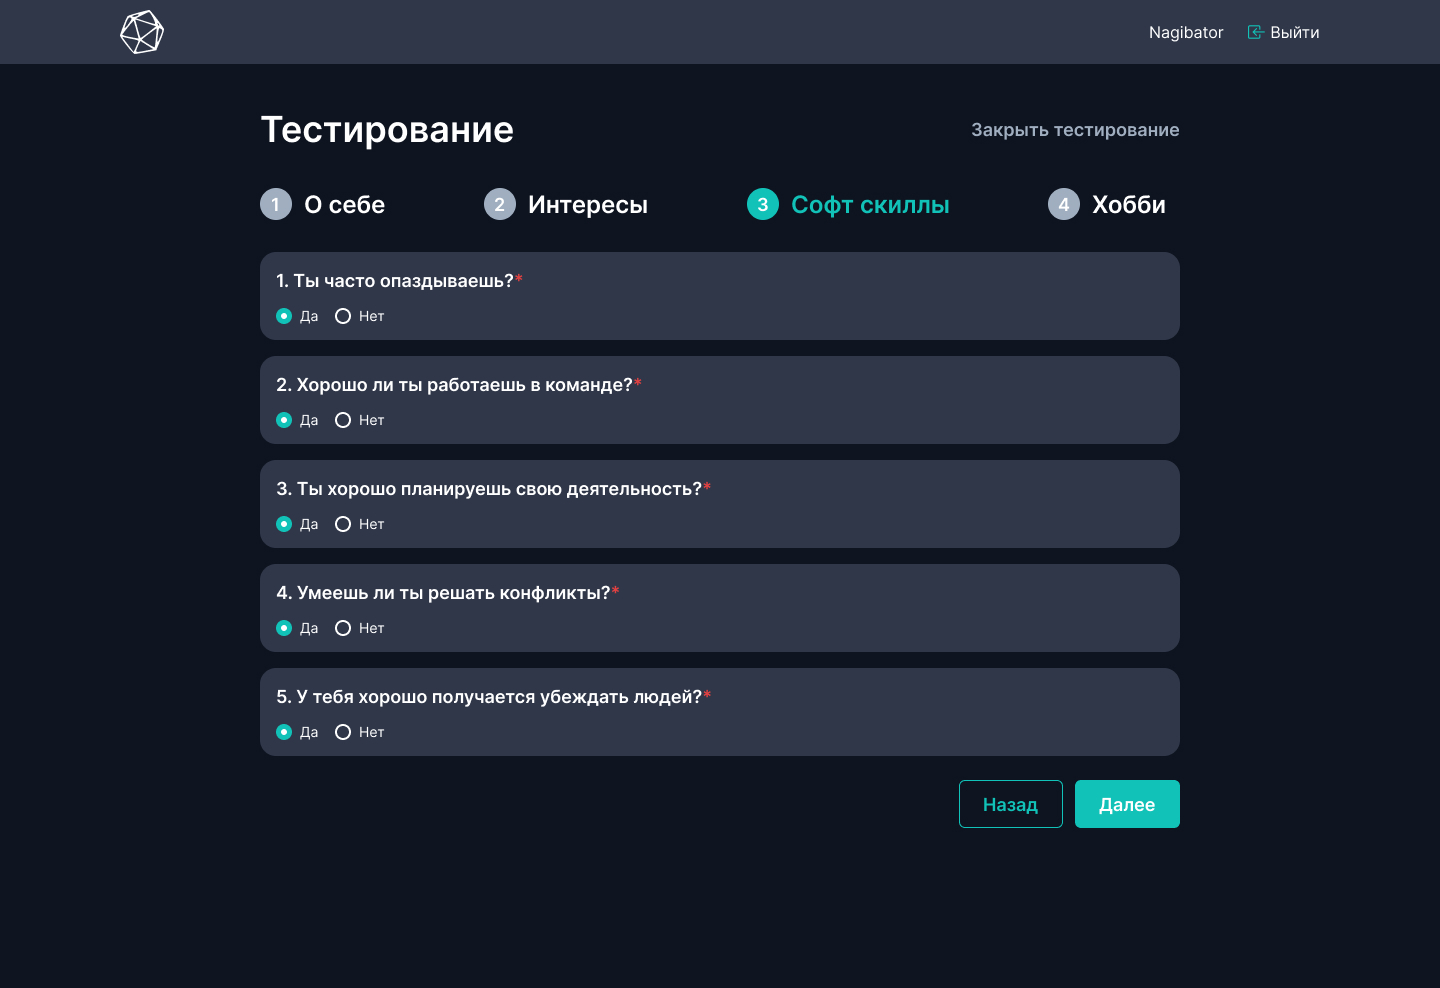 Nagibator Выйти
Тестирование
Закрыть тестирование
1 О себе 2 Интересы 3 Софт скиллы 4 Хобби
1. Ты часто опаздываешь?*
Да Нет
2. Хорошо ли ты работаешь в команде?*
Да Нет
3. Ты хорошо планируешь свою деятельность?*
Да Нет
4. Умеешь ли ты решать конфликты?*
Да Нет
5. У тебя хорошо получается убеждать людей?*
Да Нет
Назад Далее